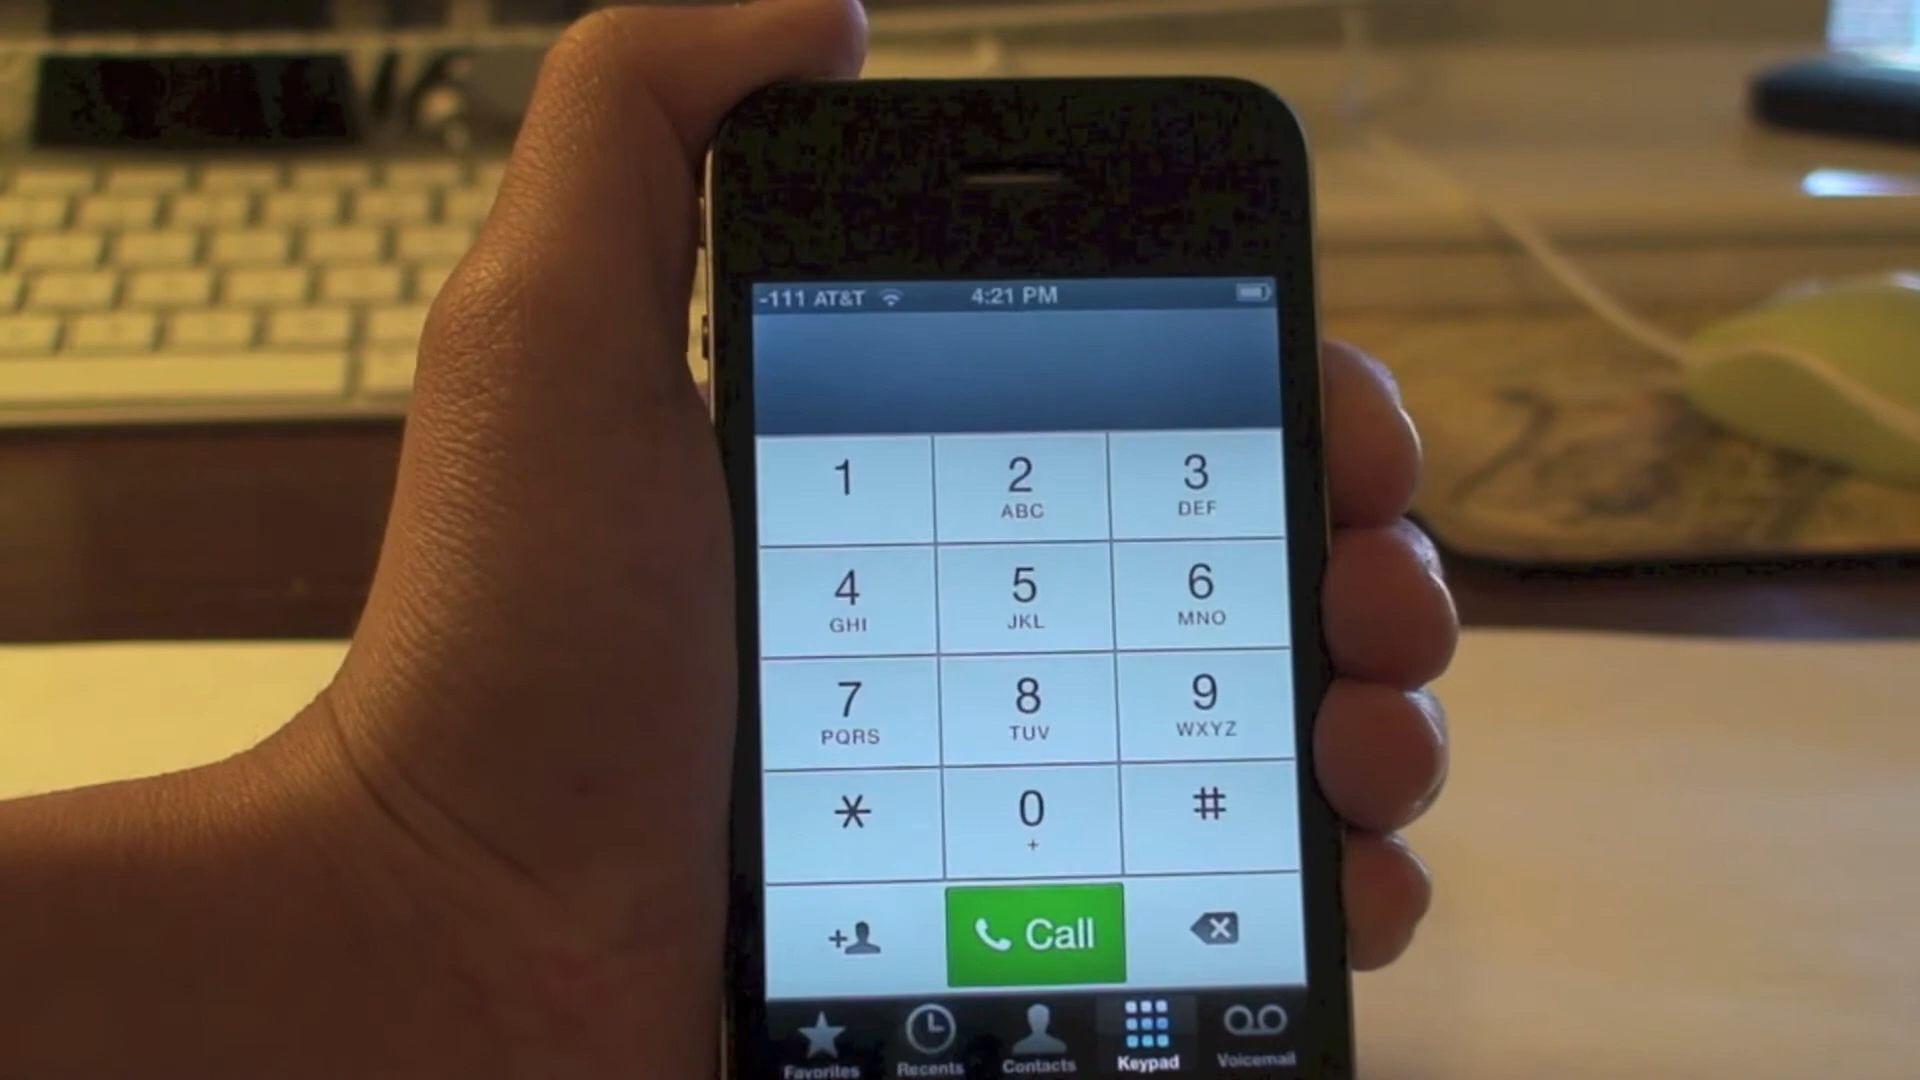 -111 AT&T 4:21 PM
1 2 3
ABC DEF
4 5 6
GHI JKL MNO
7 8 9
PQRS TUV WXYZ
* 0 #
+
+ Call
Favorites Recents Contacts Keypad Voicemail